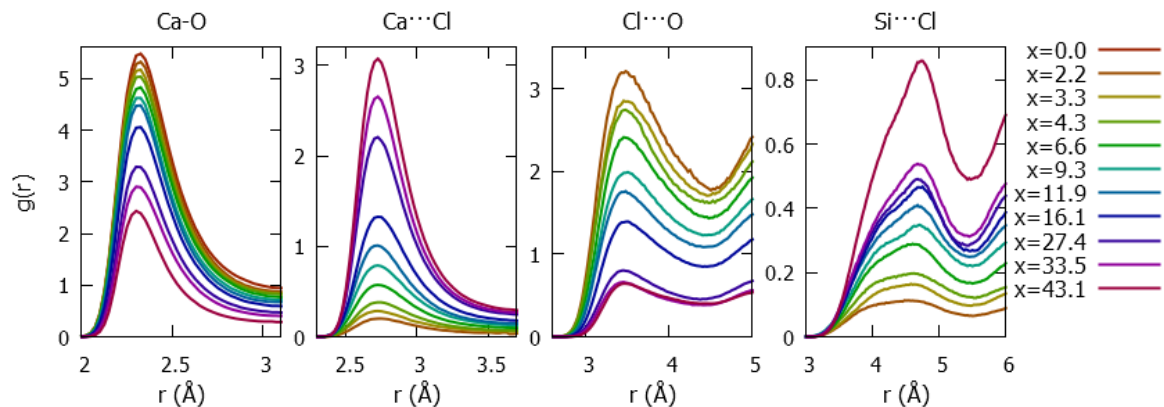 Ca-O
Ca⋯Cl
Cl⋯O
Si⋯Cl
g(r)
0
1
2
3
4
5
2
2.5
3
r (Å)
0
1
2
3
2.5
3
3.5
r (Å)
0
1
2
3
3
4
5
r (Å)
0
0.2
0.4
0.6
0.8
3
4
5
6
r (Å)
x=0.0
x=2.2
x=3.3
x=4.3
x=6.6
x=9.3
x=11.9
x=16.1
x=27.4
x=33.5
x=43.1